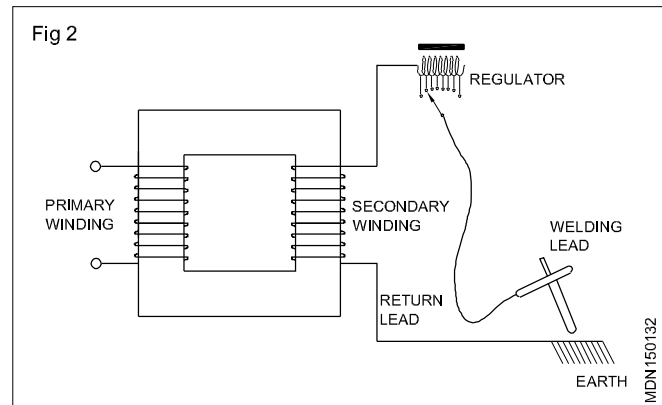 Fig 2
REGULATOR
PRIMARY
WINDING
SECONDARY
WINDING
WELDING
LEAD
RETURN
LEAD
EARTH
MDN150132